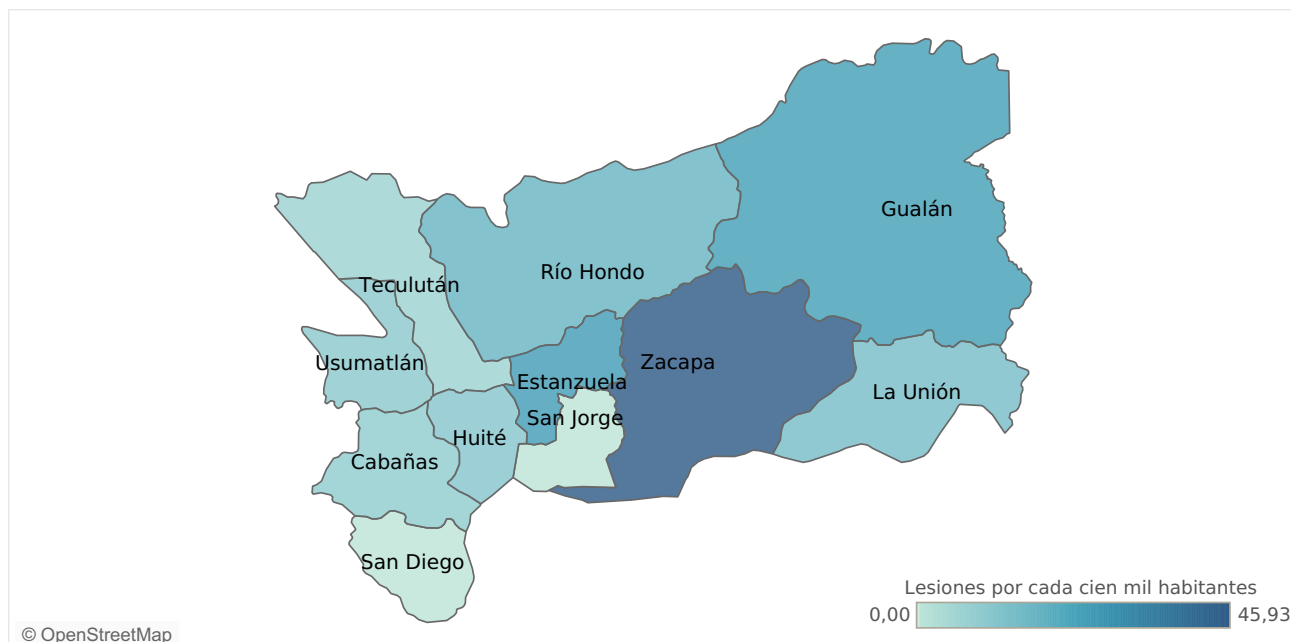 Gualán
Río Hondo
Teculután
Usumatlán
Zacapa
Estanzuela
La Unión
San Jorge
Huité
Cabañas
San Diego
Lesiones por cada cien mil habitantes
0,00 45,93
© OpenStreetMap